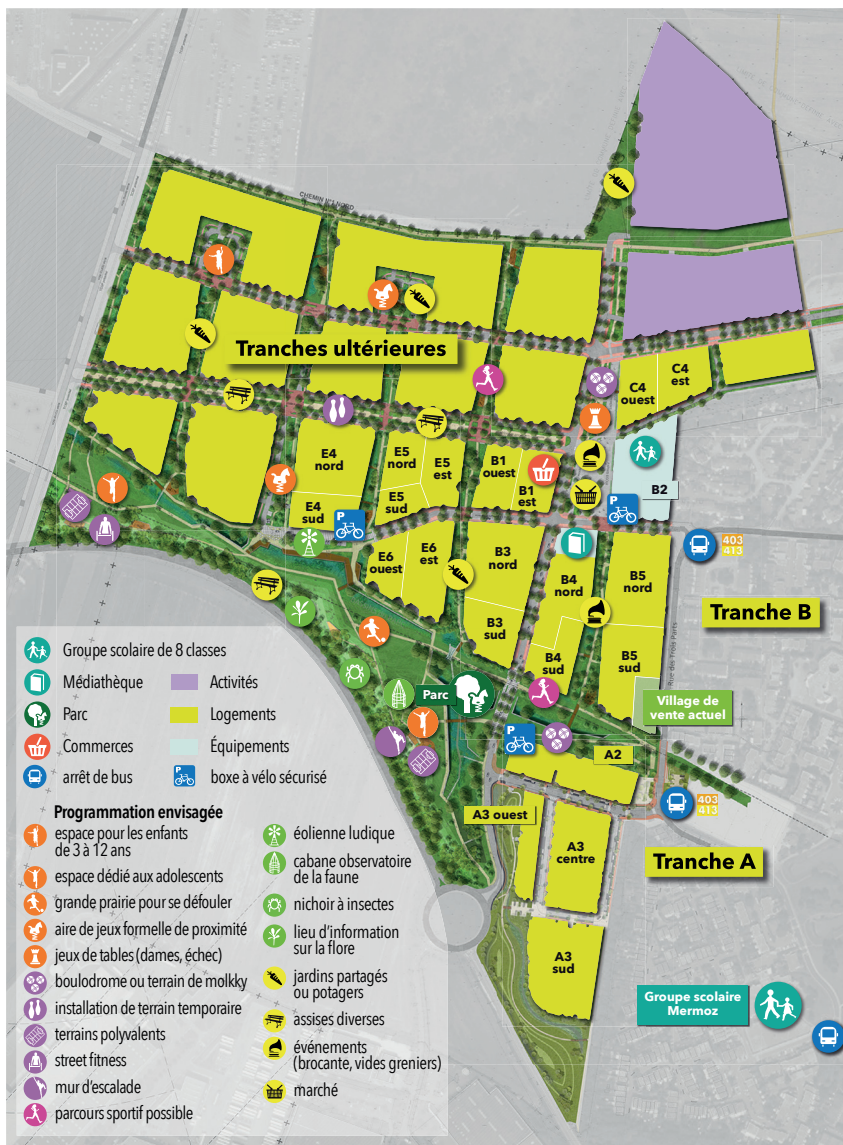 CHEMIN N°1 NORD
Tranches ultérieures
C4
ouest
C4
est
E4
nord
E4
sud
E5
nord
E5
est
E5
sud
B1
ouest
B1
est
B2
P
P
E6
ouest
E6
est
B3
nord
B3
sud
B4
nord
B4
sud
B5
nord
B5
sud
403
413
Tranche B
Rue des Trois Parts
Village de
vente actuel
Parc
P
A2
A3 ouest
A3
centre
A3
sud
403
413
Tranche A
Groupe scolaire
Mermoz
Groupe scolaire de 8 classes
Médiathèque
Activités
Parc
Logements
Commerces
Équipements
arrêt de bus
P
boxe à vélo sécurisé
Programmation envisagée
espace pour les enfants
de 3 à 12 ans
espace dédié aux adolescents
grande prairie pour se défouler
aire de jeux formelle de proximité
jeux de tables (dames, échec)
boulodrome ou terrain de molkky
installation de terrain temporaire
terrains polyvalents
street fitness
mur d'escalade
parcours sportif possible
éolienne ludique
cabane observatoire
de la faune
nichoir à insectes
lieu d'information
sur la flore
jardins partagés
ou potagers
assises diverses
événements
(brocante, vides greniers)
marché